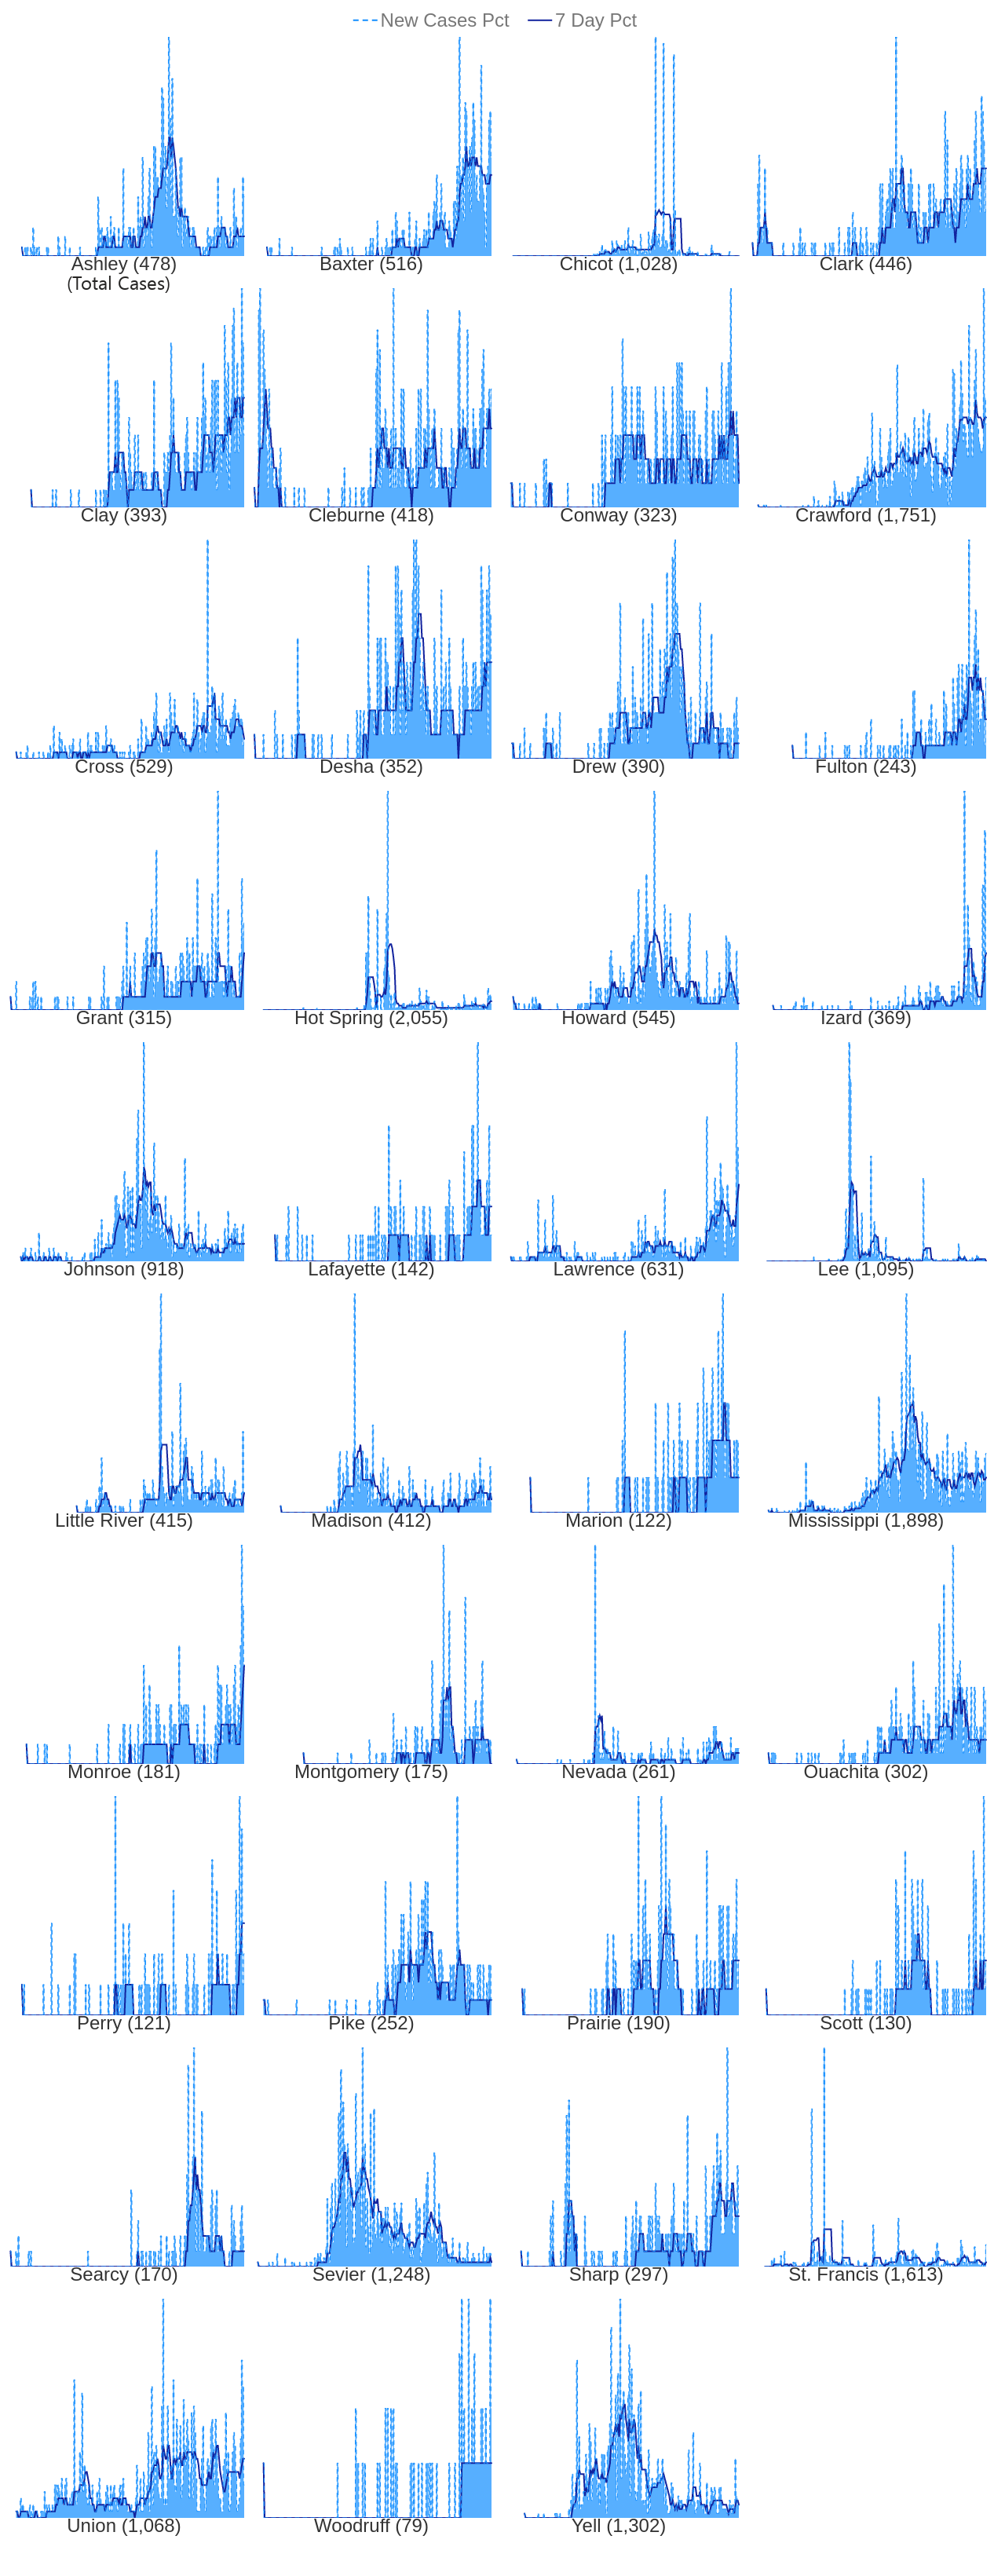 New Cases Pct 7 Day Pct
Ashley (478) Baxter (516) Chicot (1,028) Clark (446)
(Total Cases)
Clay (393) Cleburne (418) Conway (323) Crawford (1,751)
Cross (529) Desha (352) Drew (390) Fulton (243)
Grant (315) Hot Spring (2,055) Howard (545) Izard (369)
Johnson (918) Lafayette (142) Lawrence (631) Lee (1,095)
Little River (415) Madison (412) Marion (122) Mississippi (1,898)
Monroe (181) Montgomery (175) Nevada (261) Ouachita (302)
Perry (121) Pike (252) Prairie (190) Scott (130)
Searcy (170) Sevier (1,248) Sharp (297) St. Francis (1,613)
Union (1,068) Woodruff (79) Yell (1,302)